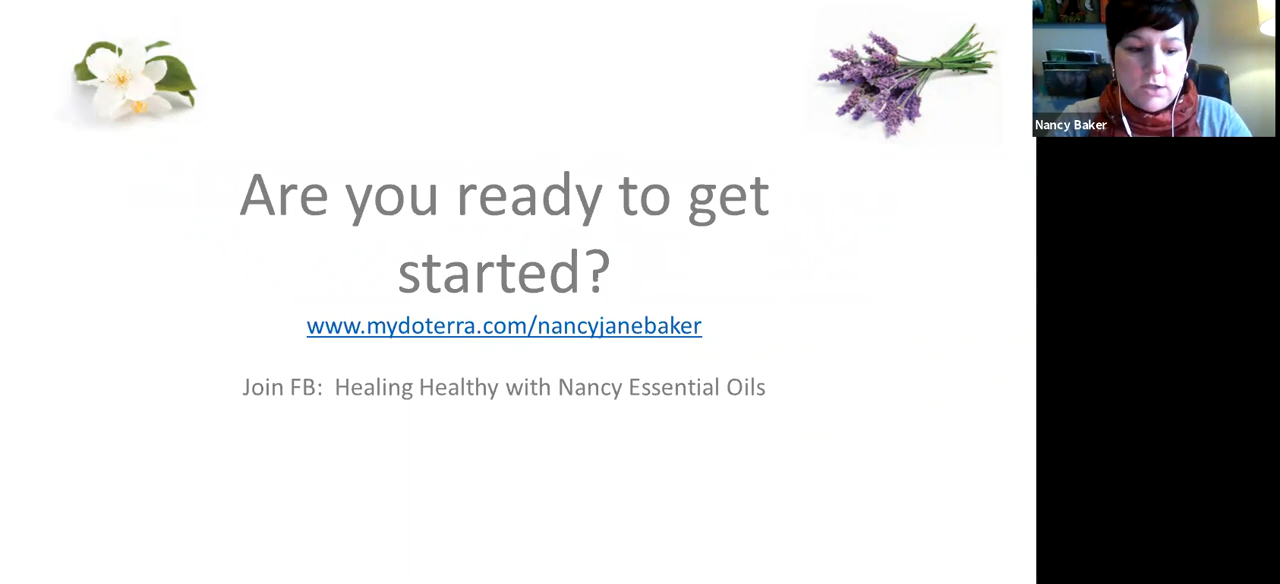 Nancy Baker
Are you ready to get
started?
www.mydoterra.com/nancyjanebaker
Join FB:  Healing Healthy with Nancy Essential Oils